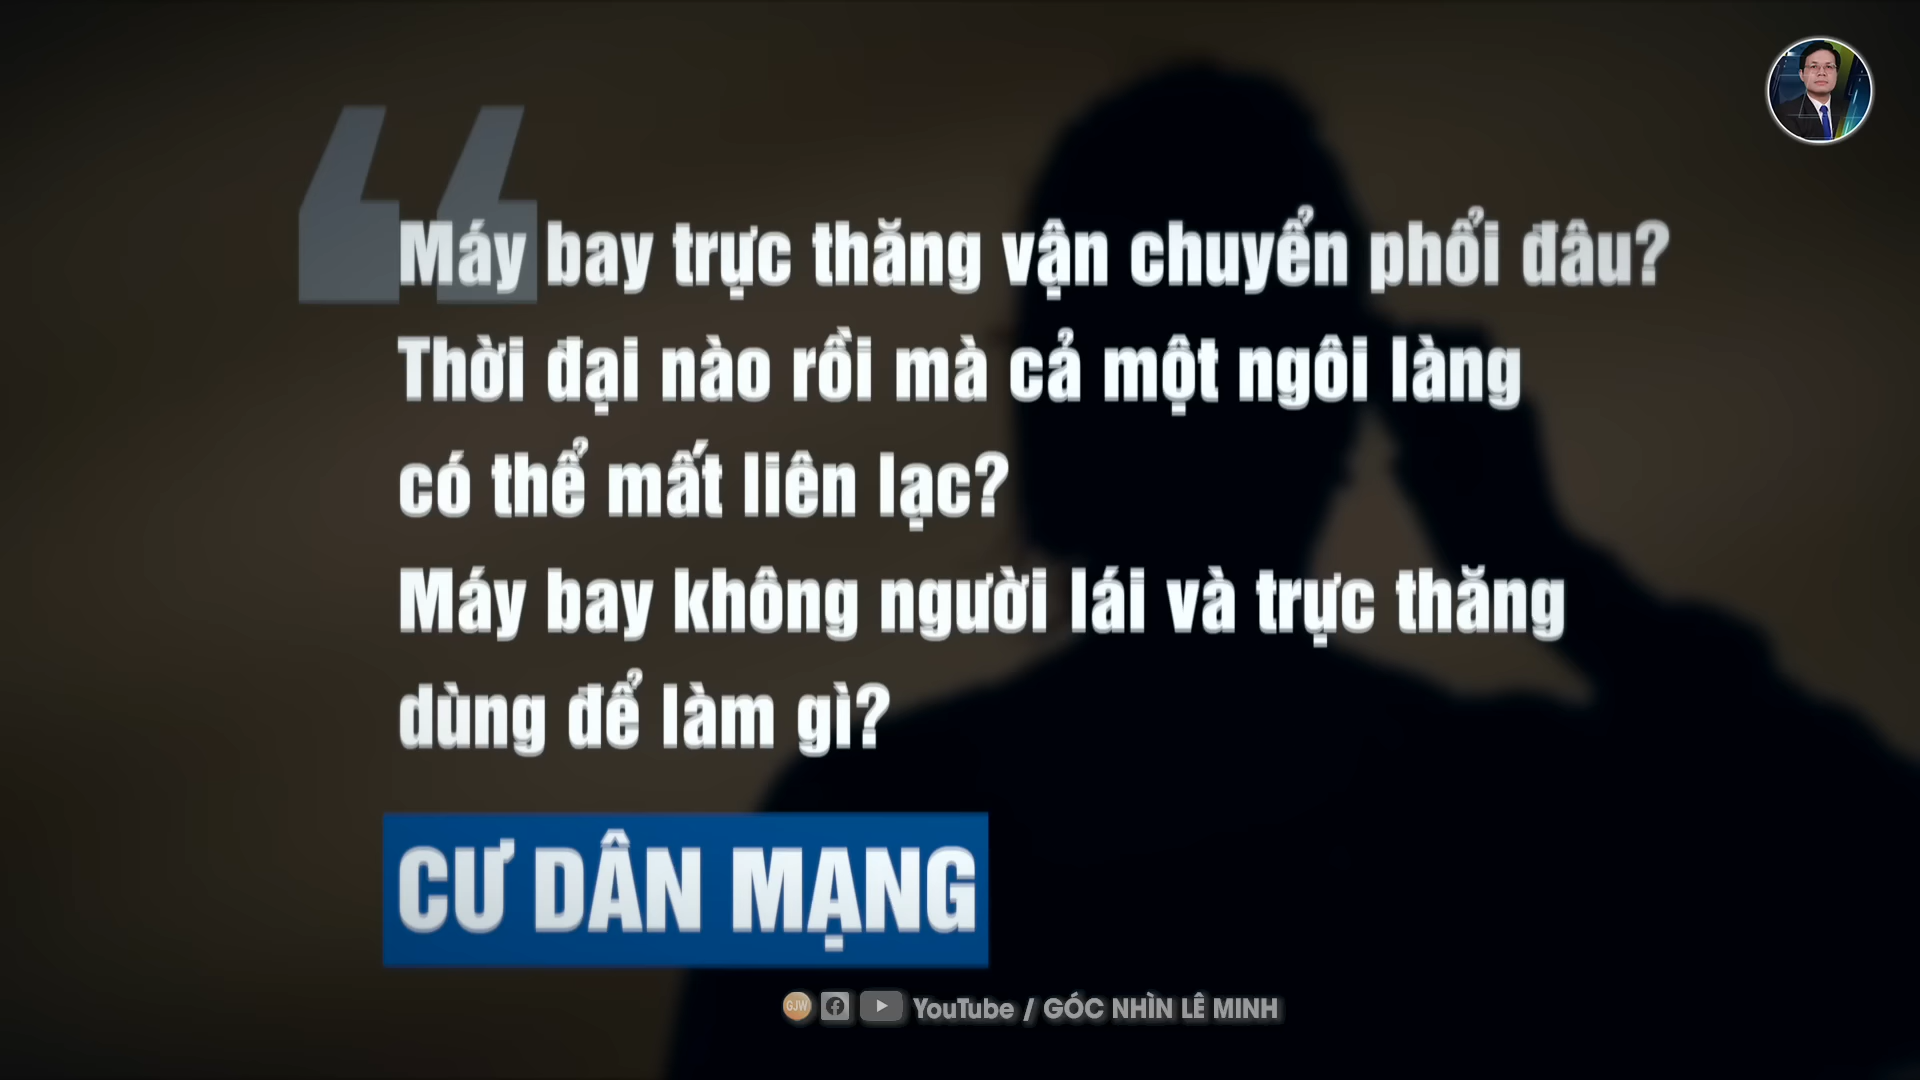 “
Máy bay trực thăng vận chuyển phổi đâu?
Thời đại nào rồi mà cả một ngôi làng
có thể mất liên lạc?
Máy bay không người lái và trực thăng
dùng để làm gì?
CƯ DÂN MẠNG
GJW YouTube / GÓC NHÌN LÊ MINH